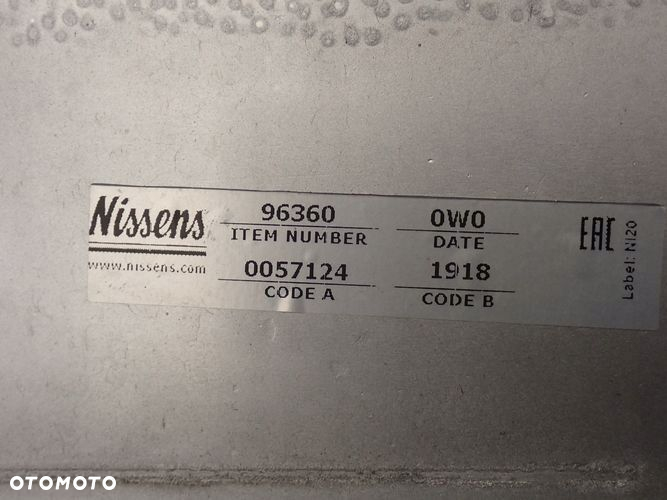 Nissens
www.nissens.com
96360
ITEM NUMBER
0057124
CODE A
0W0
DATE
1918
CODE B
EAC
Label: NI20
OTOMOTO